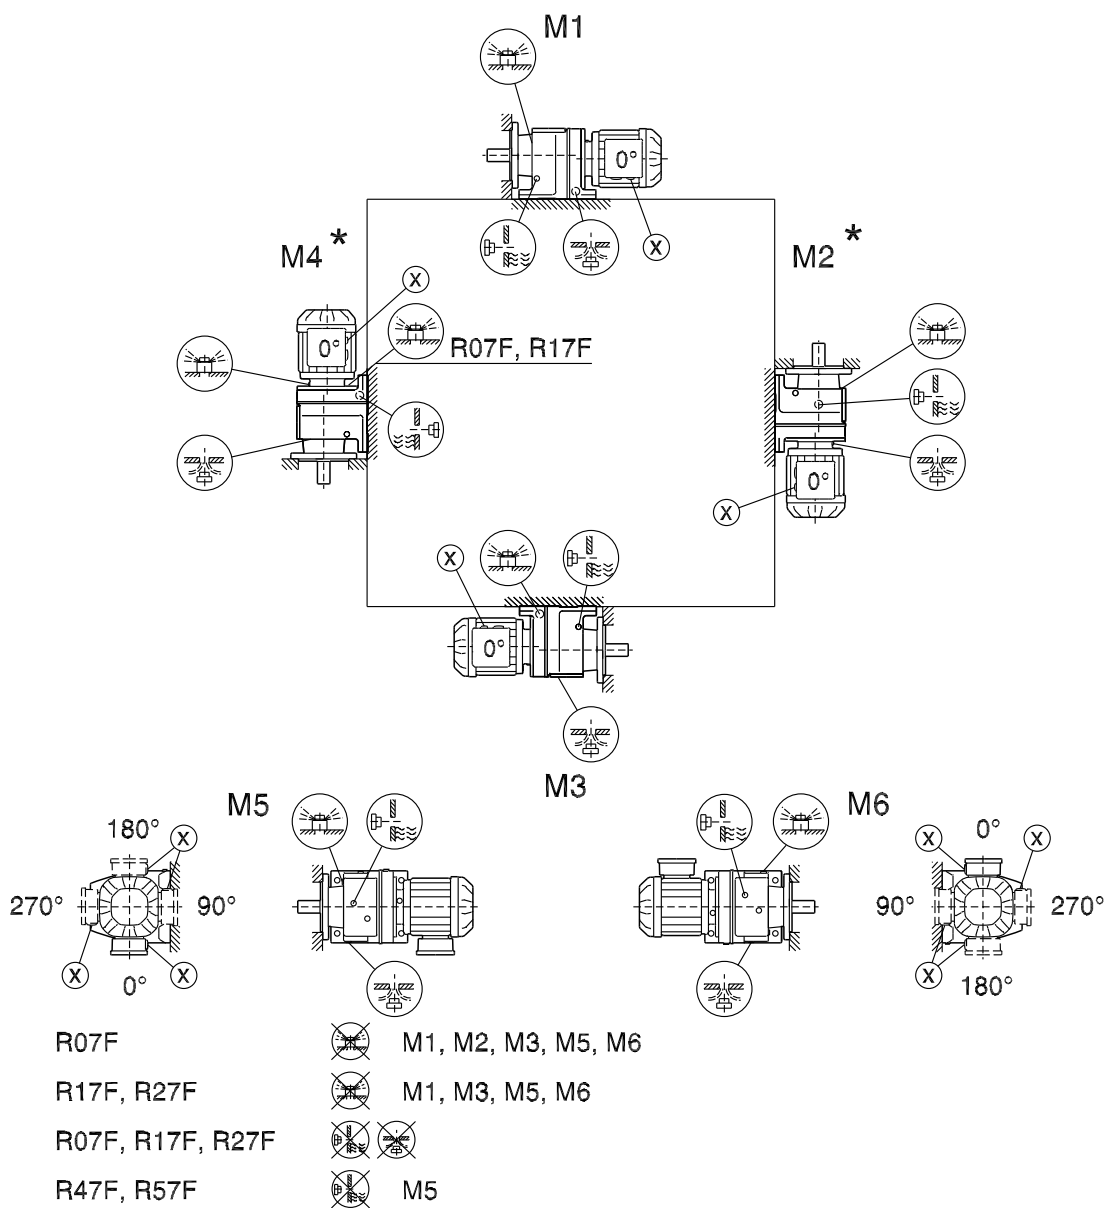 M1
0°
X
M4 *
M2 *
X
R07F, R17F
0°
0°
X
X
0°
M3
M5
M6
180°
X
270°
90°
X
X
0°
X
0°
X
90°
270°
X
180°
R07F M1, M2, M3, M5, M6
R17F, R27F M1, M3, M5, M6
R07F, R17F, R27F
R47F, R57F M5